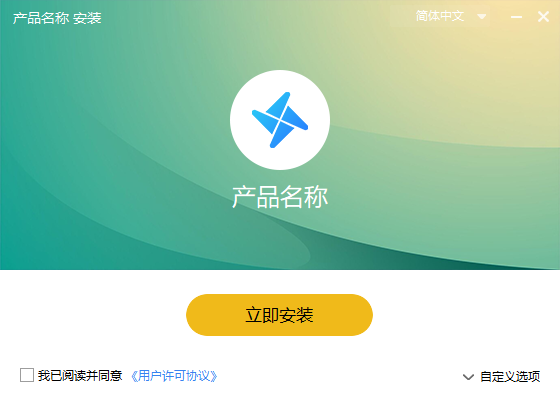 产品名称 安装
简体中文
产品名称
立即安装
我已阅读并同意 《用户许可协议》
自定义选项